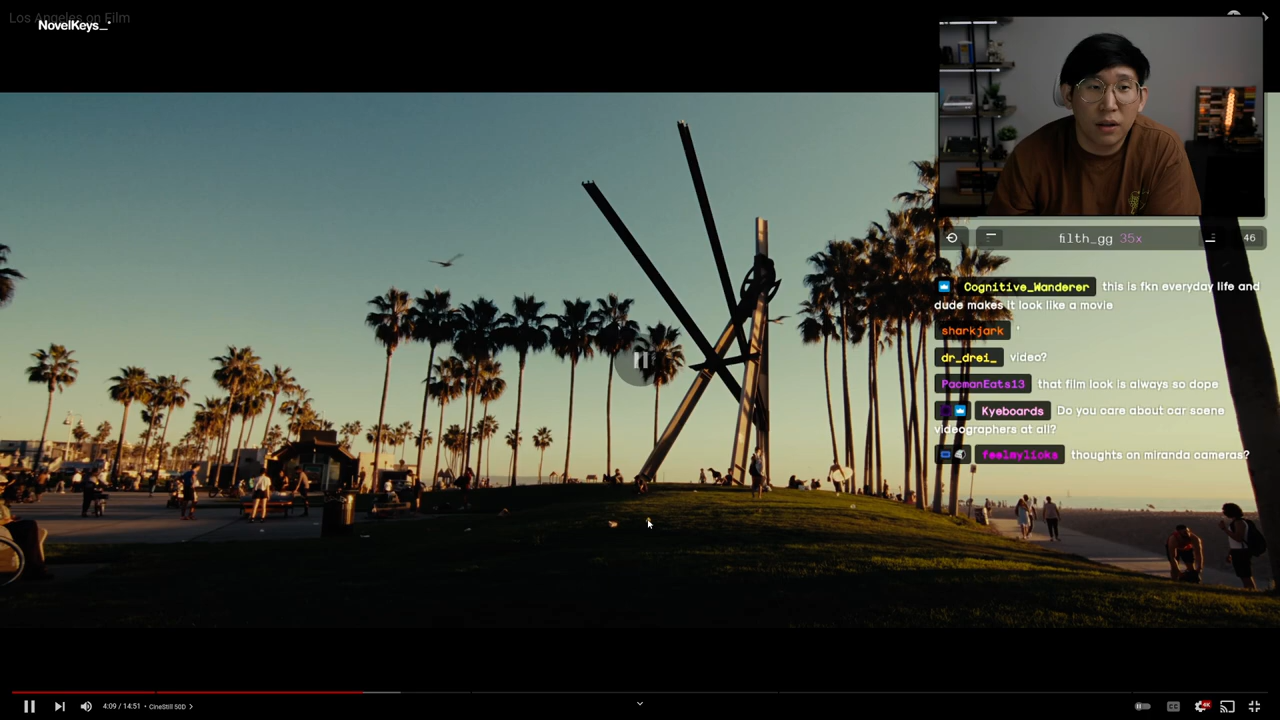 Los Angeles on Film
NovelKeys_
filth_gg 35x
46
Cognitive_Wanderer this is fkn everyday life and
dude makes it look like a movie
sharkjark '
dr_drei_ video?
PacmanEats13 that film look is always so dope
Kyeboards Do you care about car scene
videographers at all?
feelmylicks thoughts on miranda cameras?
4:09 / 14:51 • CineStill 50D >
CC
4K